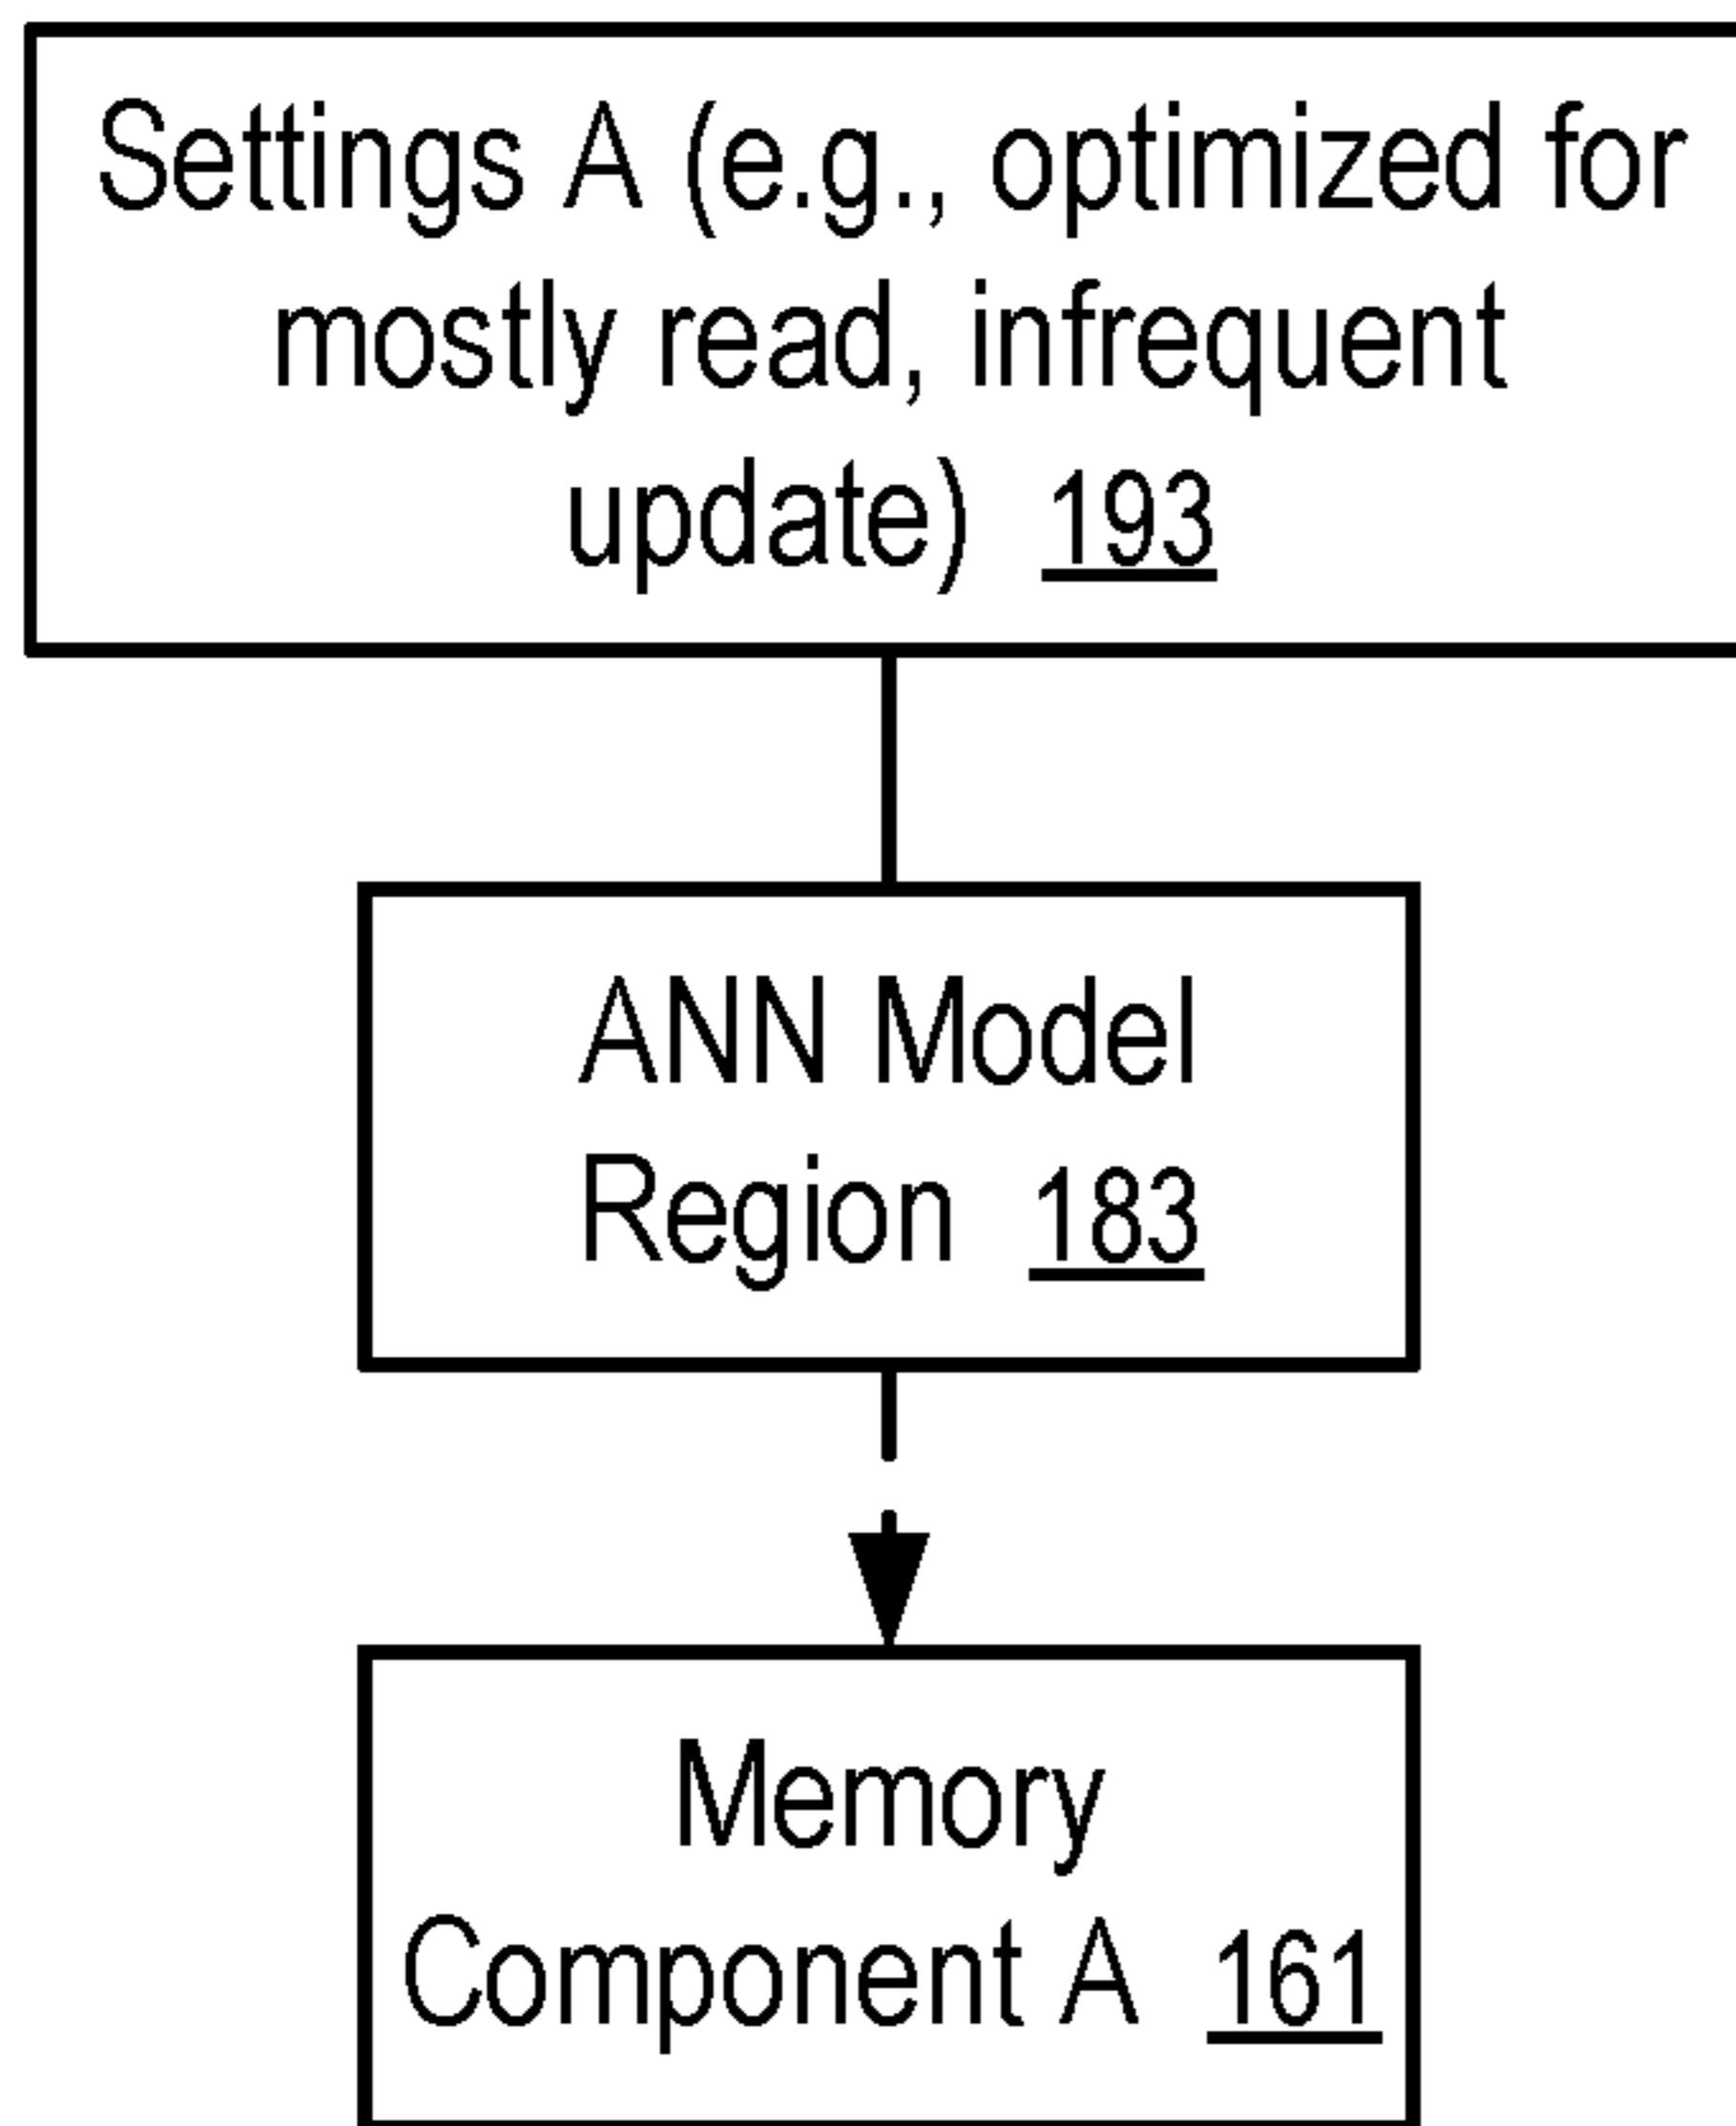 Settings A (e.g., optimized for
mostly read, infrequent
update) 193
ANN Model
Region 183
Memory
Component A 161